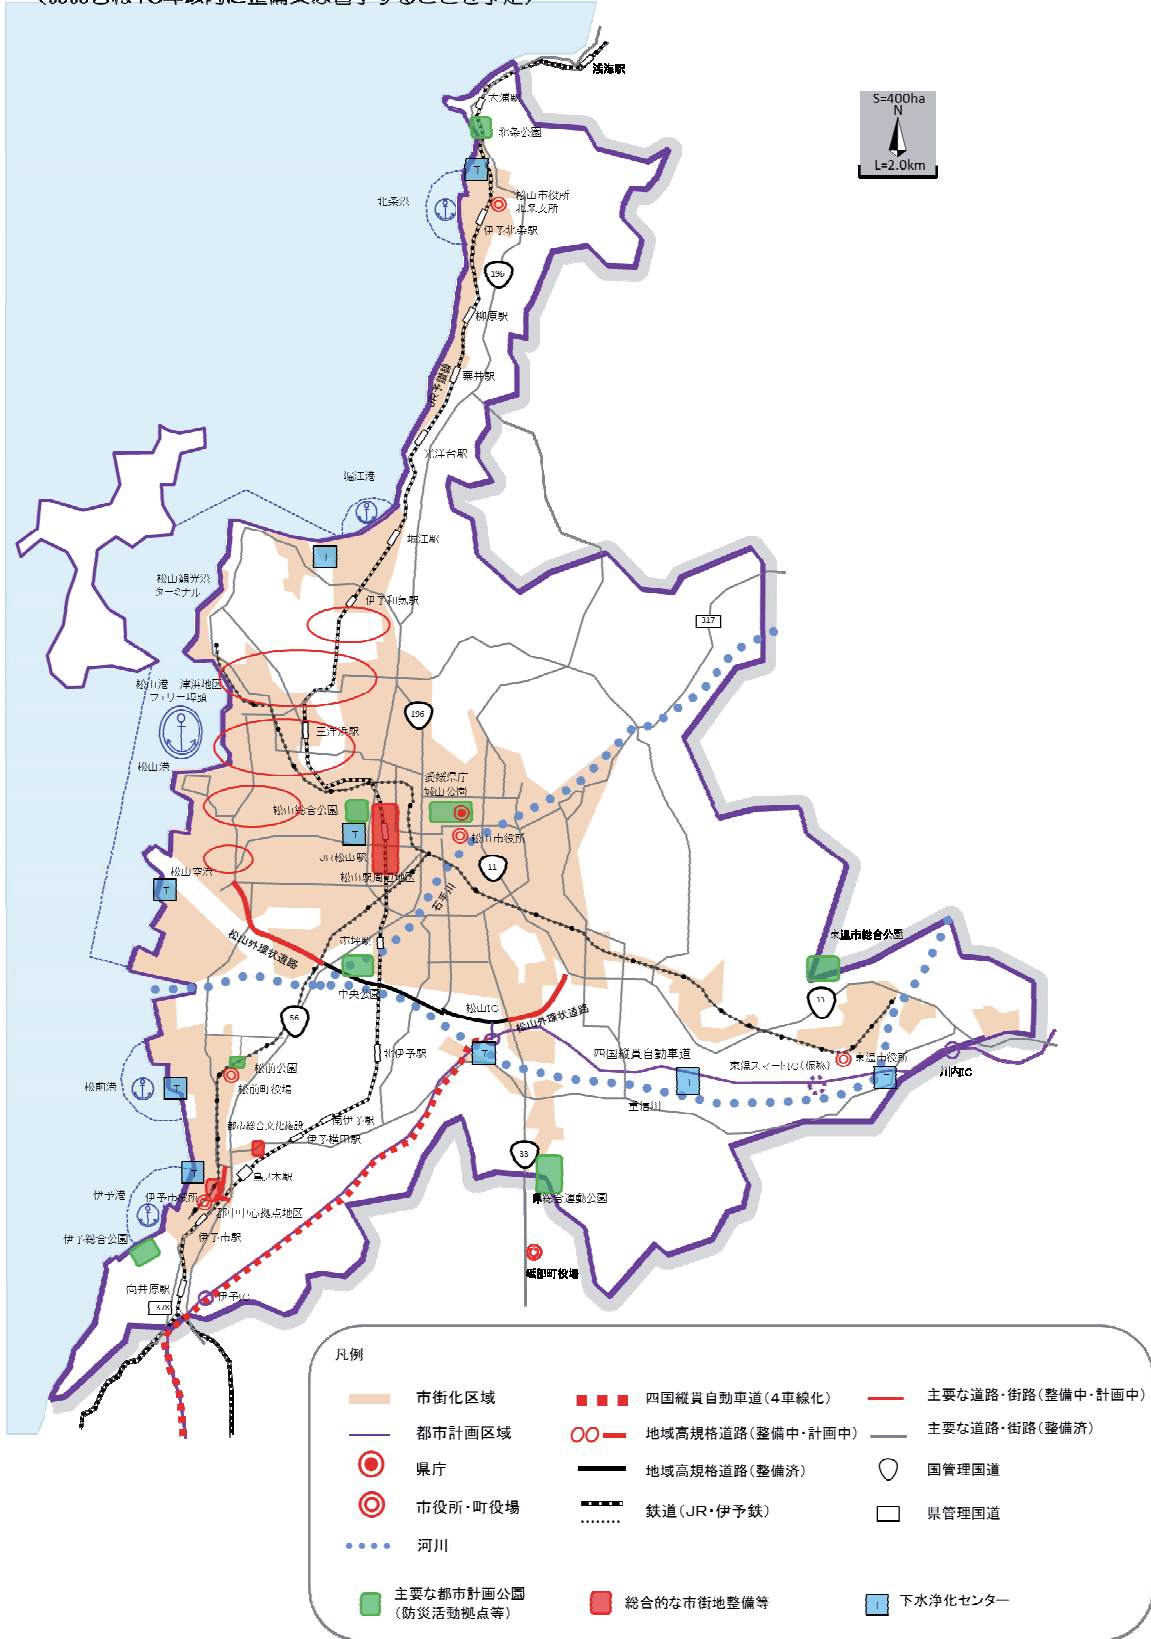 浅海駅
大浦駅
S=400ha
N
L=2.0km
北条公園
松山市役所
北条支所
北条港
伊予北条駅
196
柳原駅
粟井駅
JR予讃線
光洋台駅
堀江港
堀江駅
松山観光港
ターミナル
伊予和気駅
317
松山港 津浜地区
フェリー埠頭
196
三津浜駅
松山港
愛媛県庁
城山公園
松山総合公園
松山市役所
T
JR松山駅
松山駅周辺地区
11
松山空港
T
石手川
松山外環状道路
市坪駅
東温市総合公園
中央公園
松山IC
松山外環状道路
33
56
北伊予駅
T
四国縦貫自動車道
東温スマートIC(仮称)
東温市役所
川内IC
松前公園
松前町役場
松前港
T
重信川
都市総合文化施設
南伊予駅
伊予横田駅
33
鳥ノ木駅
T
伊予港
伊予市役所
都市中心拠点地区
県総合運動公園
伊予市駅
伊予総合公園
砥部町役場
向井原駅
伊予IC
378
凡例
市街化区域
四国縦貫自動車道(4車線化)
主要な道路・街路(整備中・計画中)
都市計画区域
地域高規格道路(整備中・計画中)
主要な道路・街路(整備済)
県庁
地域高規格道路(整備済)
国管理国道
市役所・町役場
鉄道(JR・伊予鉄)
県管理国道
河川
主要な都市計画公園
(防災活動拠点等)
総合的な市街地整備等
下水浄化センター